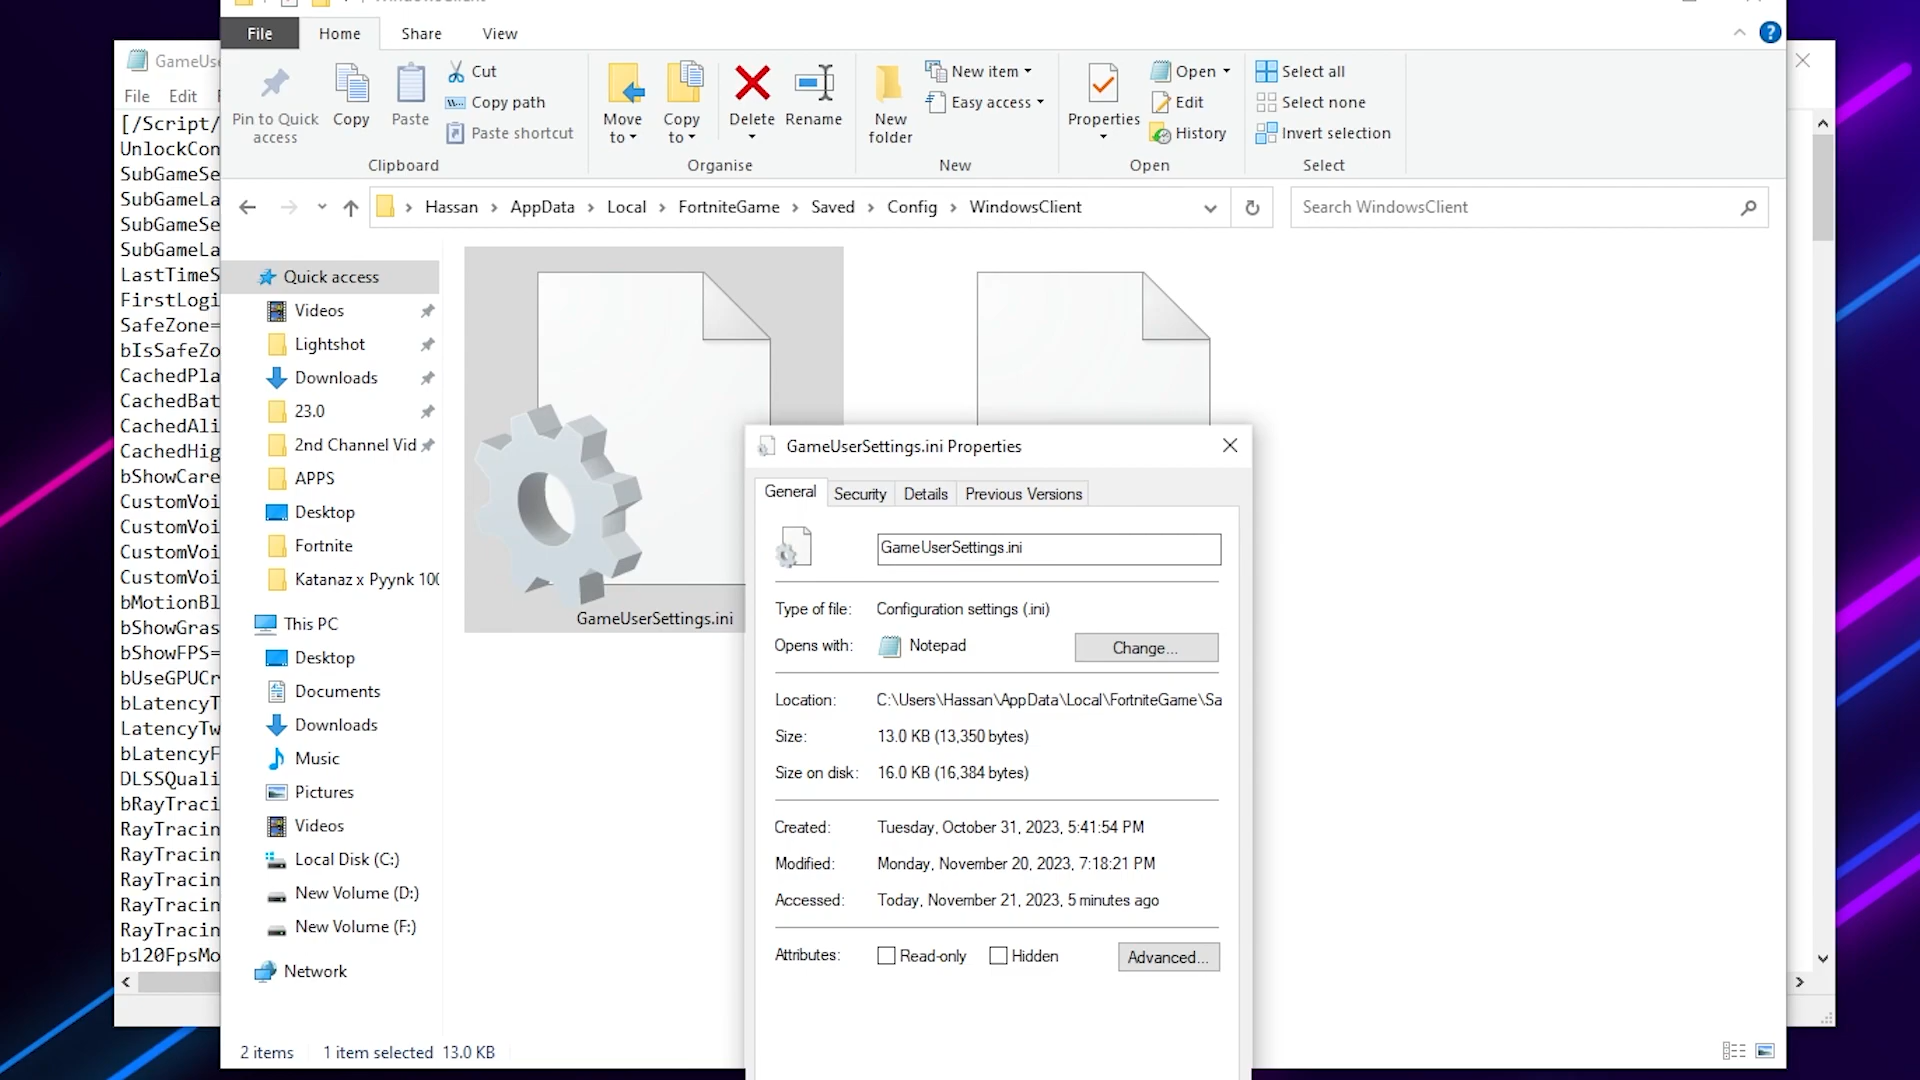 File
Home
Share
View
Pin to Quick
access
Copy
Paste
Cut
Copy path
Paste shortcut
Clipboard
Move
to
Copy
to
Delete
Rename
Organise
New
folder
New item
Easy access
New
Properties
Open
Edit
History
Open
Select all
Select none
Invert selection
Select
Hassan
AppData
Local
FortniteGame
Saved
Config
WindowsClient
Search WindowsClient
Quick access
Videos
Lightshot
Downloads
23.0
2nd Channel Vid
APPS
Desktop
Fortnite
Katanaz x Pyynk 100
This PC
Desktop
Documents
Downloads
Music
Pictures
Videos
Local Disk (C:)
New Volume (D:)
New Volume (F:)
Network
2 items
1 item selected 13.0 KB
GameUserSettings.ini
GameUserSettings.ini Properties
General
Security
Details
Previous Versions
GameUserSettings.ini
Type of file:
Configuration settings (.ini)
Opens with:
Notepad
Change...
Location:
C:\Users\Hassan\AppData\Local\FortniteGame\Sa
Size:
13.0 KB (13,350 bytes)
Size on disk:
16.0 KB (16,384 bytes)
Created:
Tuesday, October 31, 2023, 5:41:54 PM
Modified:
Monday, November 20, 2023, 7:18:21 PM
Accessed:
Today, November 21, 2023, 5 minutes ago
Attributes:
Read-only
Hidden
Advanced...
GameUse
File
Edit
[/Script/
UnlockCon
SubGameSe
SubGameLa
SubGameSe
SubGameLa
LastTimeS
FirstLogi
SafeZone=
bIsSafeZo
CachedPla
CachedBat
CachedAli
CachedHig
bShowCare
CustomVoi
CustomVoi
CustomVoi
CustomVoi
bMotionBl
bShowGras
bShowFPS=
bUseGPUCr
bLatencyT
LatencyTw
bLatencyF
DLSSQuali
bRayTracin
RayTracin
RayTracin
RayTracin
RayTracin
RayTracin
b120FpsMo